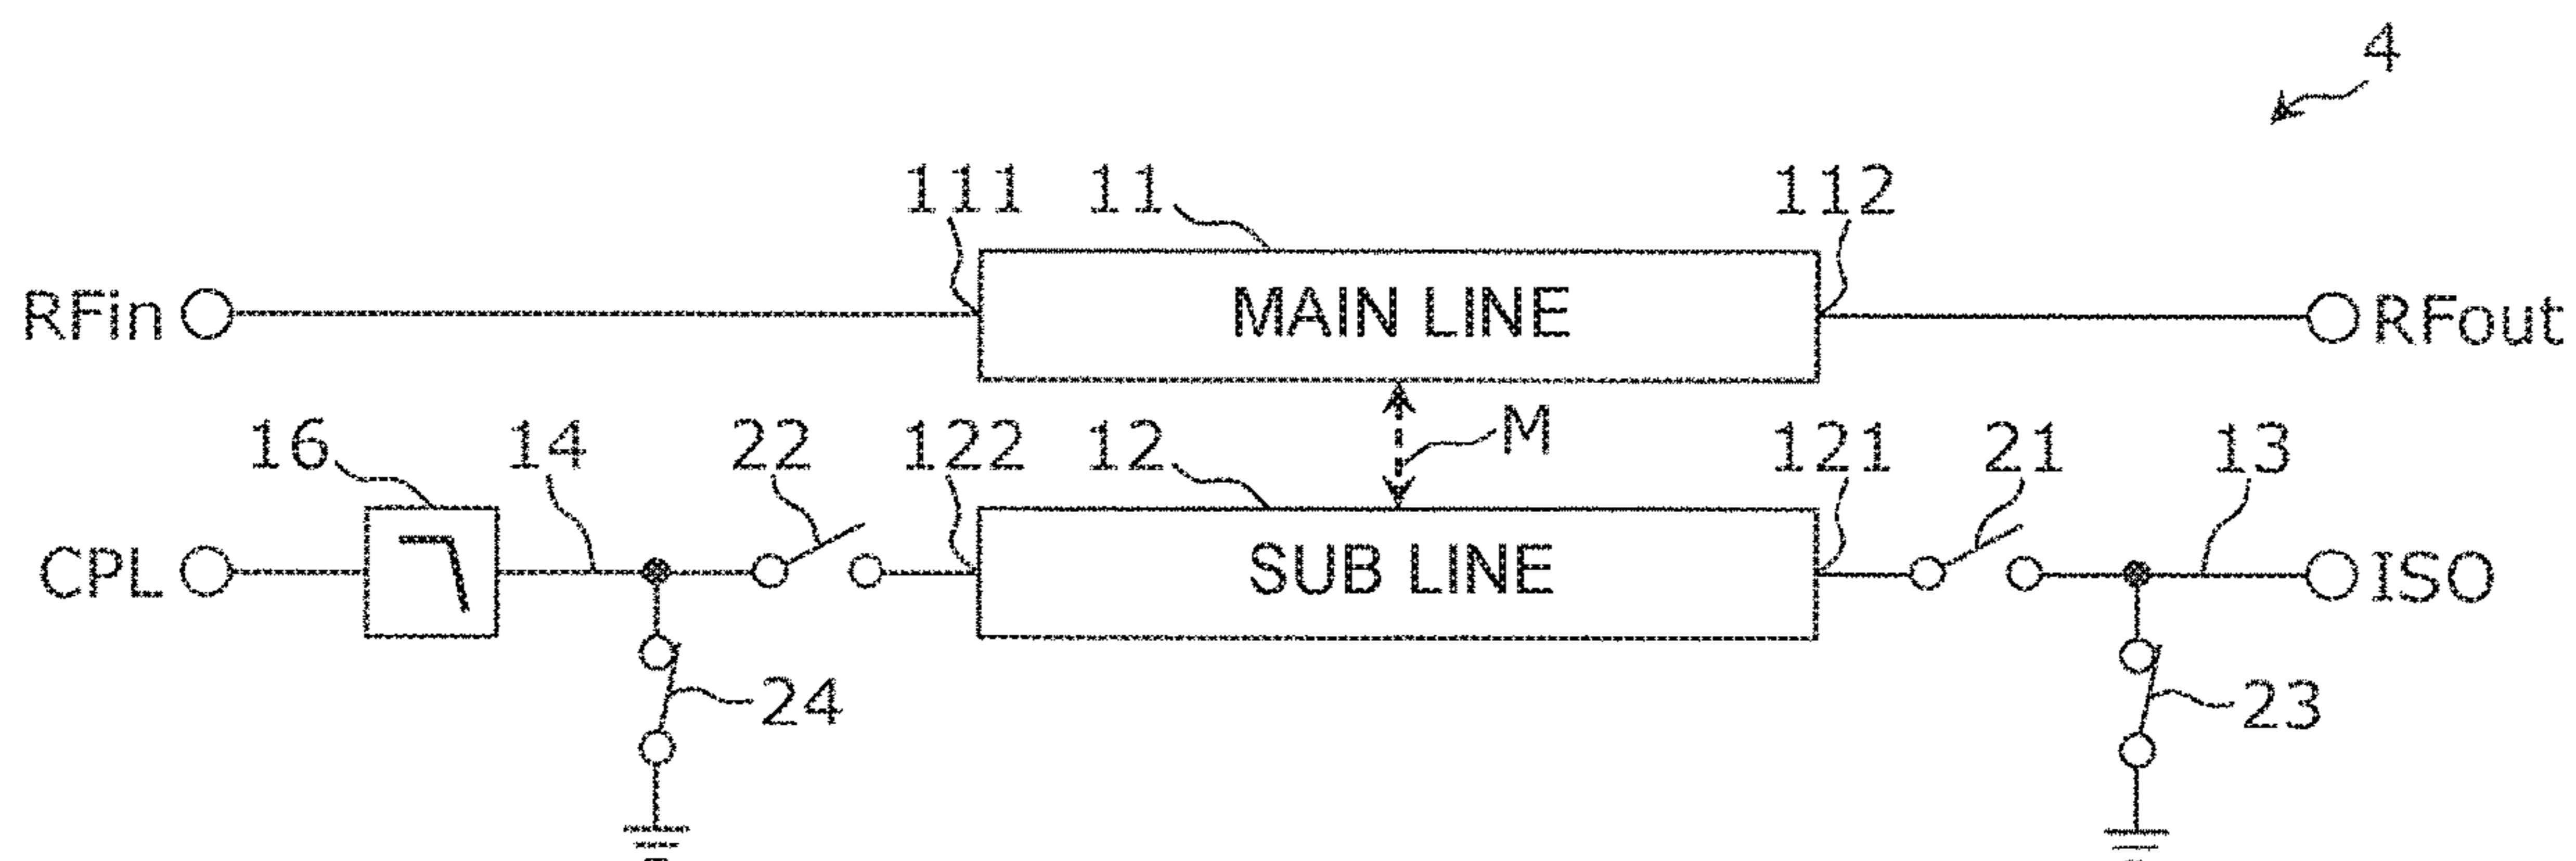 4
111 11 112
RFin MAIN LINE RFout
16 14 22 122 12 M 121 21 13
CPL SUB LINE ISO
24 23